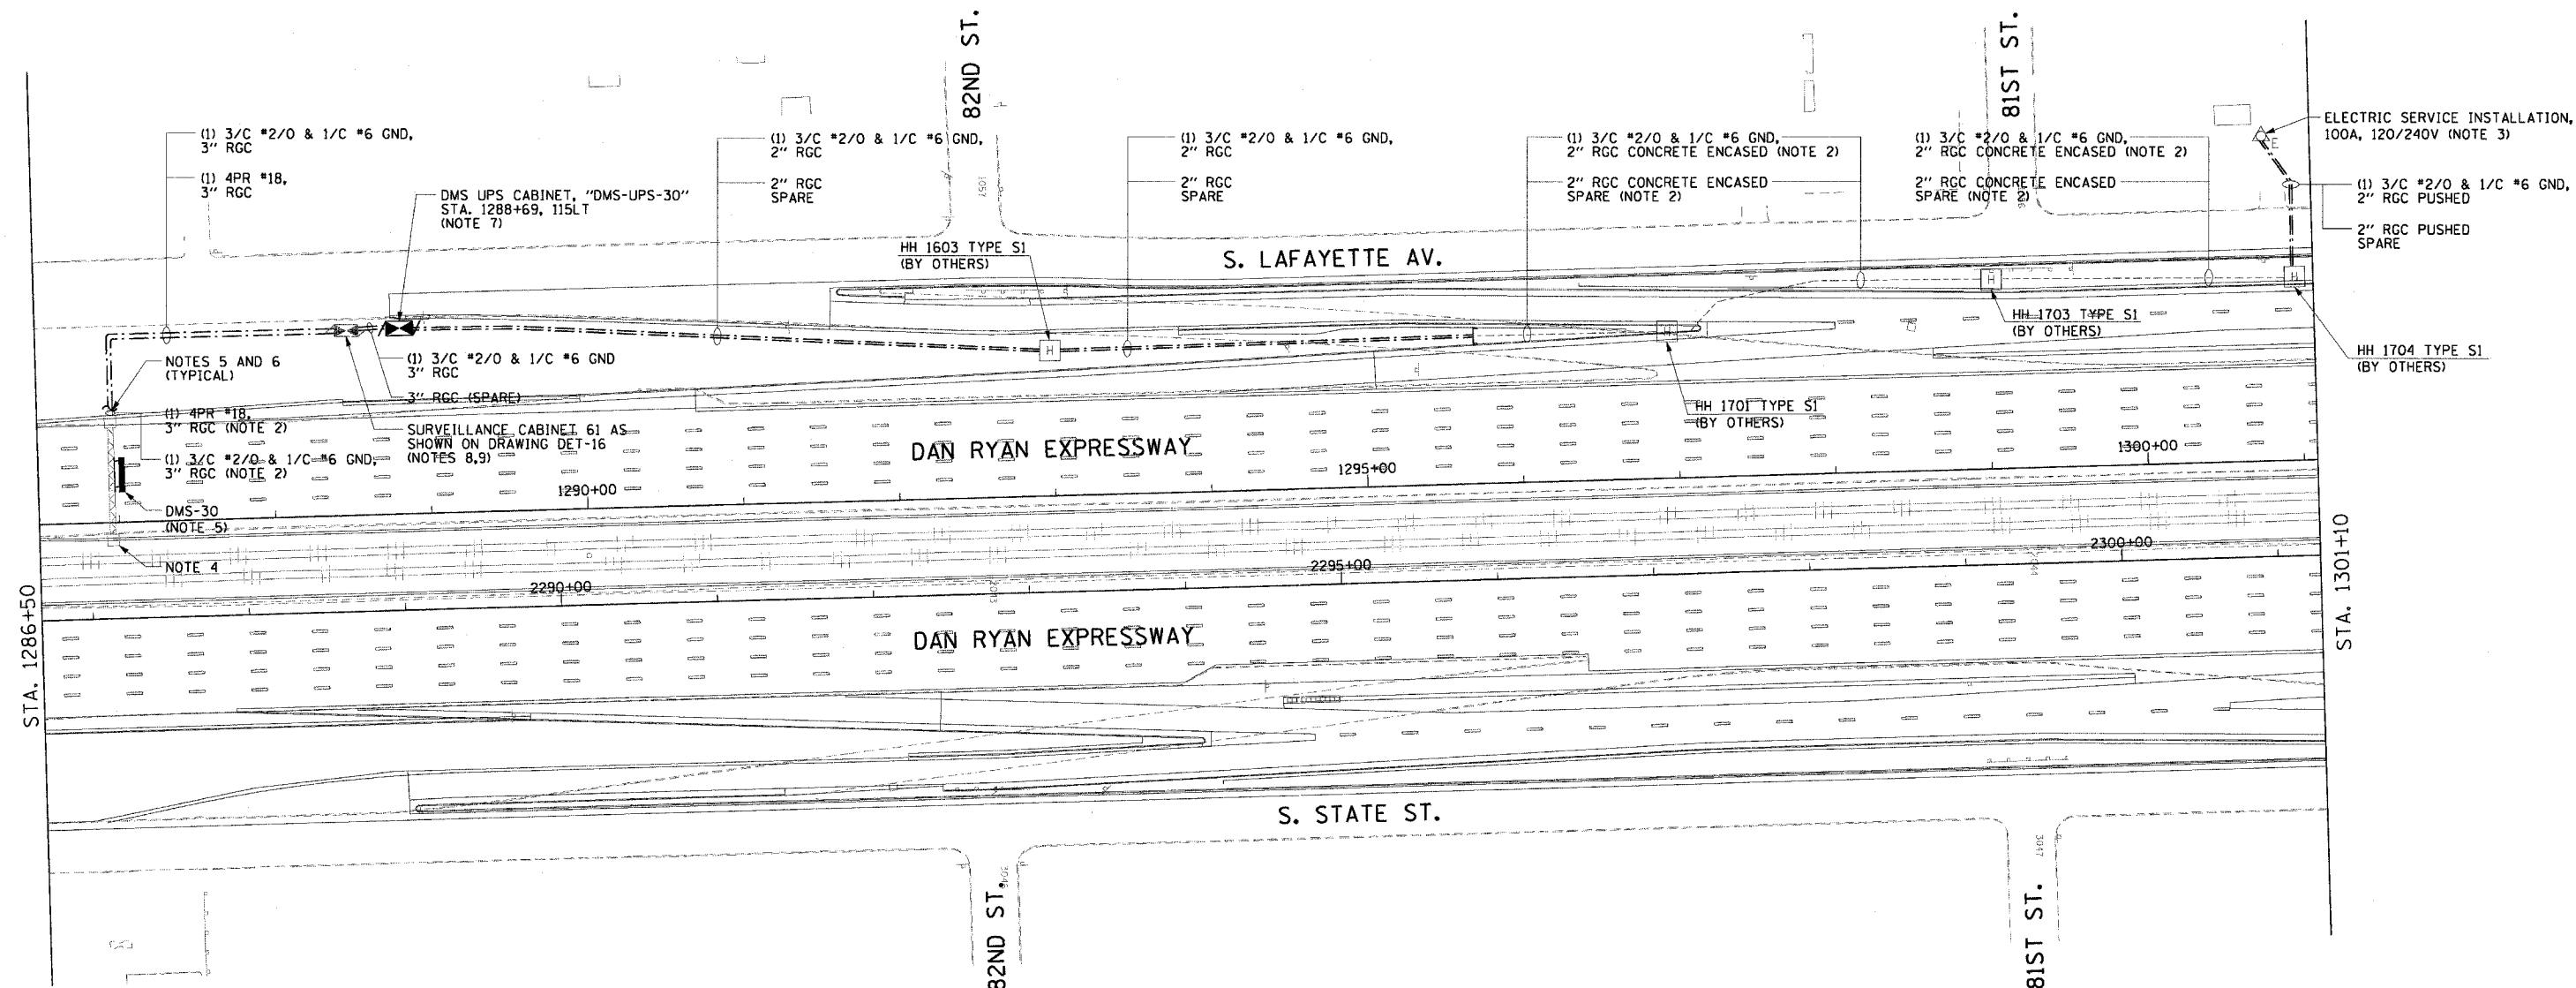 82ND ST.
81ST ST.
(1) 3/C #2/0 & 1/C #6 GND,
3" RGC
(1) 4PR #18,
3" RGC
DMS UPS CABINET, "DMS-UPS-30"
STA. 1288+69, 115LT
(NOTE 7)
(1) 3/C #2/0 & 1/C #6 GND,
2" RGC
2" RGC
SPARE
(1) 3/C #2/0 & 1/C #6 GND,
2" RGC
2" RGC
SPARE
(1) 3/C #2/0 & 1/C #6 GND,
2" RGC CONCRETE ENCASED (NOTE 2)
2" RGC CONCRETE ENCASED
SPARE (NOTE 2)
(1) 3/C #2/0 & 1/C #6 GND,
2" RGC CONCRETE ENCASED (NOTE 2)
2" RGC CONCRETE ENCASED
SPARE (NOTE 2)
ELECTRIC SERVICE INSTALLATION,
100A, 120/240V (NOTE 3)
E
(1) 3/C #2/0 & 1/C #6 GND,
2" RGC PUSHED
2" RGC PUSHED
SPARE
3057
HH 1603 TYPE S1
(BY OTHERS)
S. LAFAYETTE AV.
H
H
H
H
HH 1703 TYPE S1
(BY OTHERS)
HH 1704 TYPE S1
(BY OTHERS)
NOTES 5 AND 6
(TYPICAL)
(1) 3/C #2/0 & 1/C #6 GND
3" RGC
3" RGC (SPARE)
(1) 4PR #18,
3" RGC (NOTE 2)
(1) 3/C #2/0 & 1/C #6 GND,
3" RGC (NOTE 2)
SURVEILLANCE CABINET 61 AS
SHOWN ON DRAWING DET-16
(NOTES 8,9)
HH 1701 TYPE S1
(BY OTHERS)
DAN RYAN EXPRESSWAY
1290+00
1295+00
1300+00
DMS-30
(NOTE 5)
NOTE 4
2290+00
2295+00
2300+00
STA. 1286+50
STA. 1301+10
DAN RYAN EXPRESSWAY
S. STATE ST.
3047
82ND ST.
81ST ST.